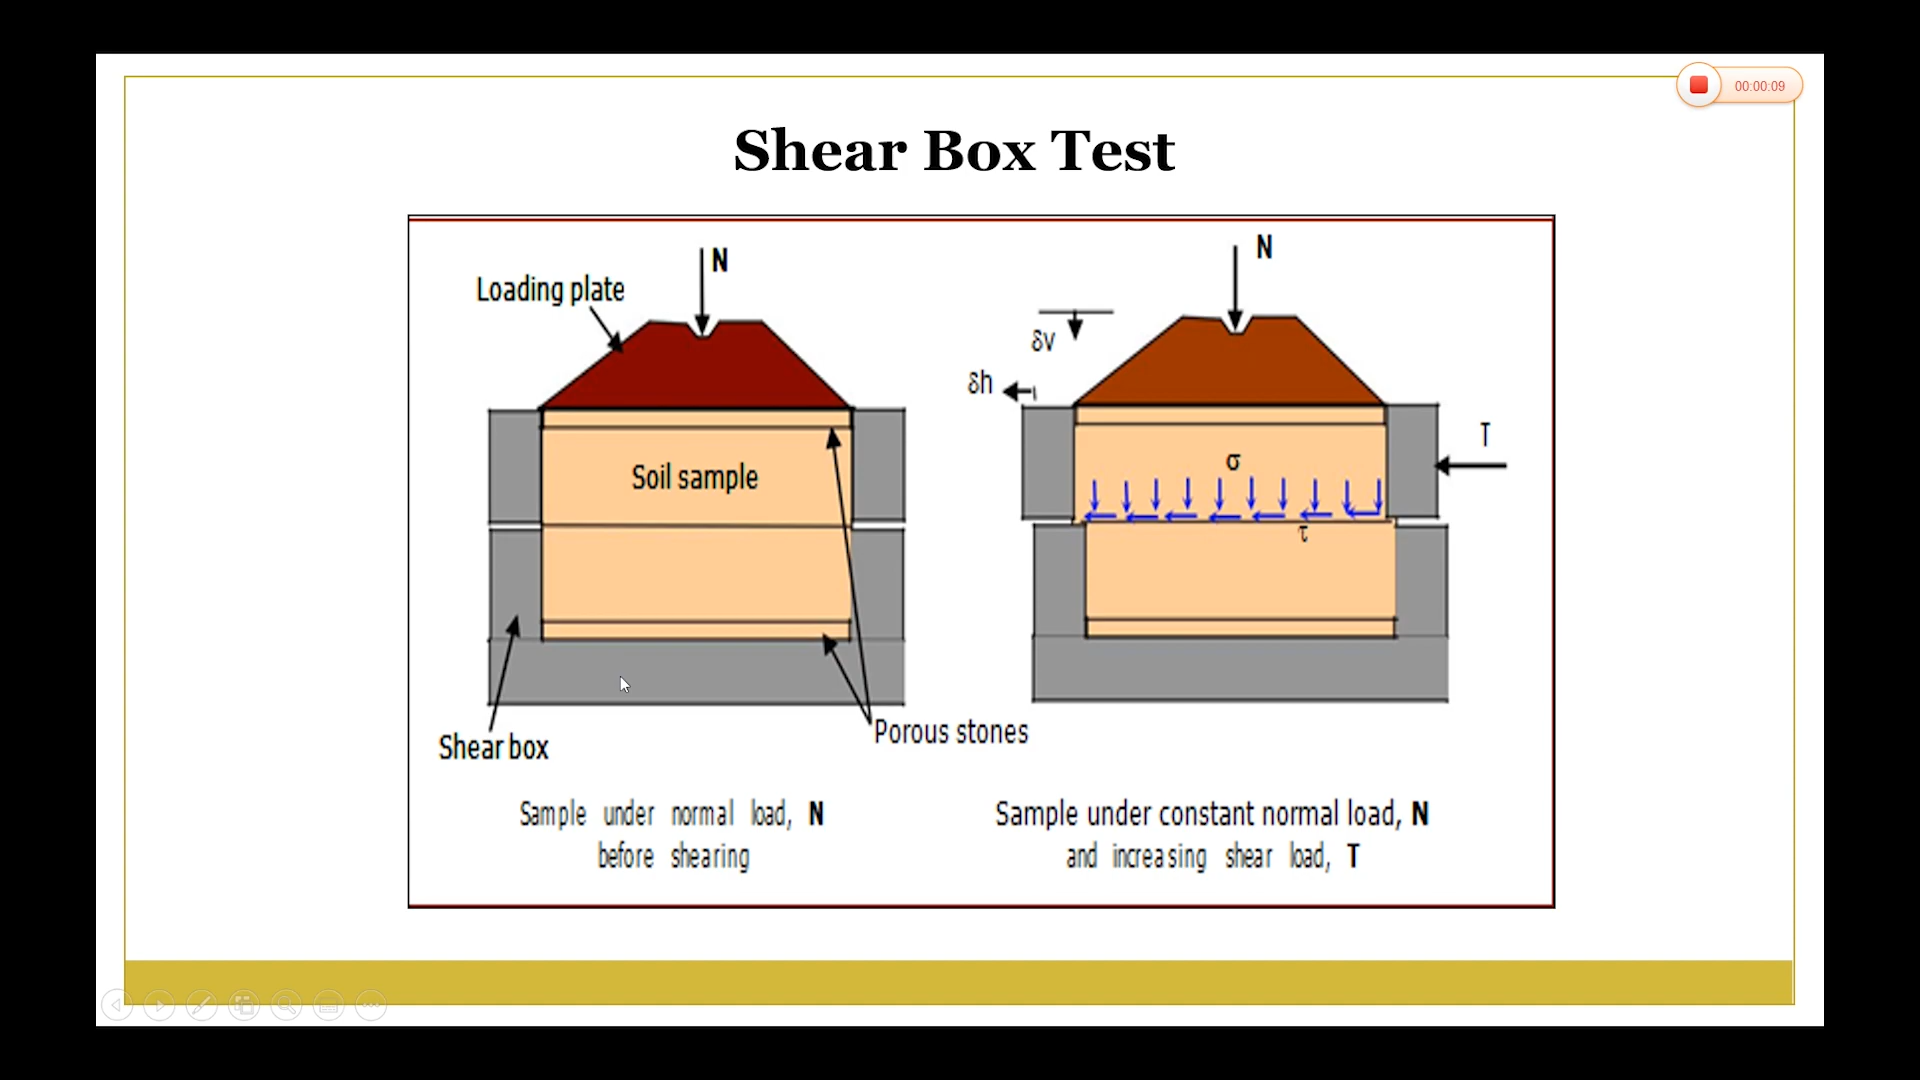 00:00:09
Shear Box Test
N
Loading plate
Soil sample
Shear box
Porous stones
Sample under normal load, N
before shearing
N
δv
δh
T
σ
τ
Sample under constant normal load, N
and increasing shear load, T